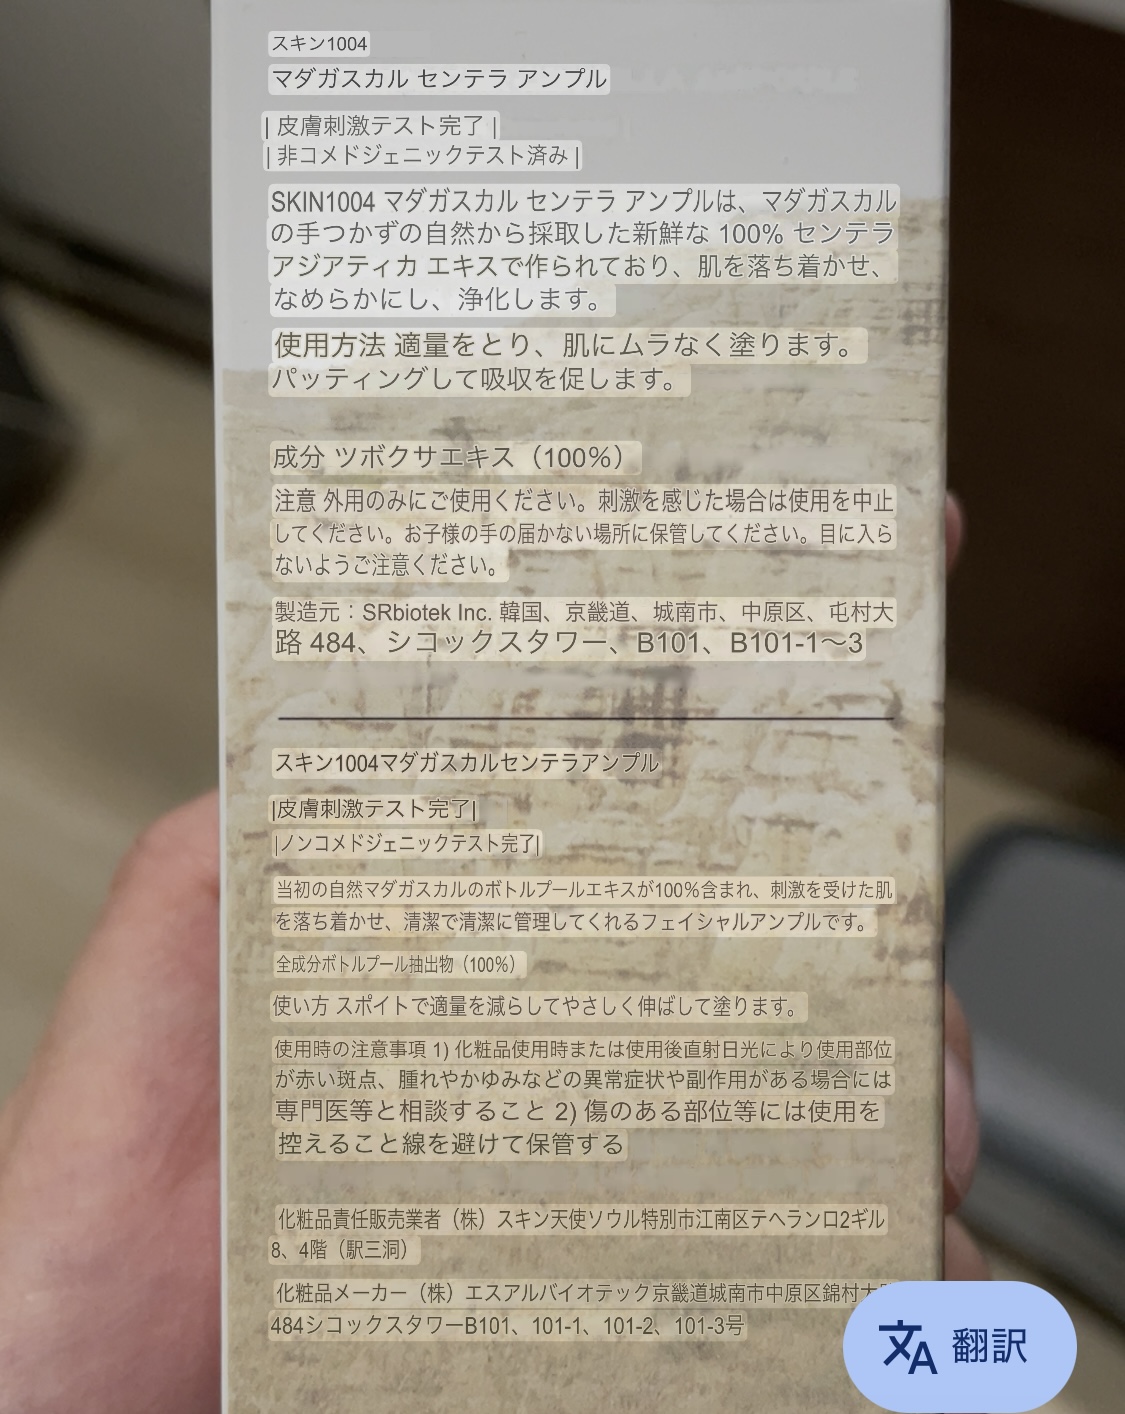 スキン1004
マダガスカル センテラ アンプル
| 皮膚刺激テスト完了 |
| 非コメドジェニックテスト済み |
SKIN1004 マダガスカル センテラ アンプルは、マダガスカル
の手つかずの自然から採取した新鮮な 100% センテラ
アジアティカ エキスで作られており、肌を落ち着かせ、
なめらかにし、浄化します。
使用方法 適量をとり、肌にムラなく塗ります。
パッティングして吸収を促します。
成分 ツボクサエキス（100%）
注意 外用のみにご使用ください。刺激を感じた場合は使用を中止
してください。お子様の手の届かない場所に保管してください。目に入ら
ないようご注意ください。
製造元：SRbiotek Inc. 韓国、京畿道、城南市、中原区、屯村大
路 484、シコックスタワー、B101、B101-1～3
スキン1004マダガスカルセンテラアンプル
|皮膚刺激テスト完了|
|ノンコメドジェニックテスト完了|
当初の自然マダガスカルのボトルプールエキスが100%含まれ、刺激を受けた肌
を落ち着かせ、清潔で清潔に管理してくれるフェイシャルアンプルです。
全成分ボトルプール抽出物（100%）
使い方 スポイトで適量を減らしてやさしく伸ばして塗ります。
使用時の注意事項 1) 化粧品使用時または使用後直射日光により使用部位
が赤い斑点、腫れやかゆみなどの異常症状や副作用がある場合には
専門医等と相談すること 2) 傷のある部位等には使用を
控えること線を避けて保管する
化粧品責任販売業者（株）スキン天使ソウル特別市江南区テヘランロ2ギル
8、4階（駅三洞）
化粧品メーカー（株）エスアルバイオテック京畿道城南市中原区錦村大
484シコックスタワーB101、101-1、101-2、101-3号
翻訳